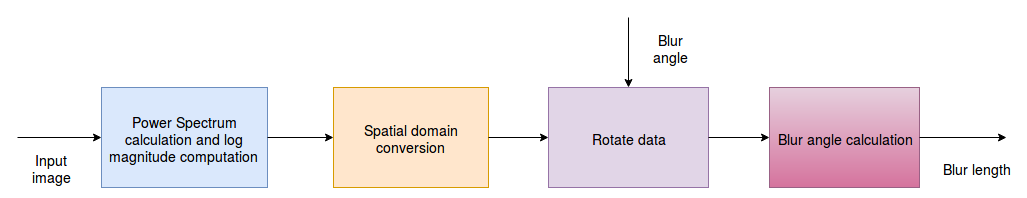 Input
image
Power Spectrum
calculation and log
magnitude computation
Spatial domain
conversion
Blur
angle
Rotate data
Blur angle calculation
Blur length